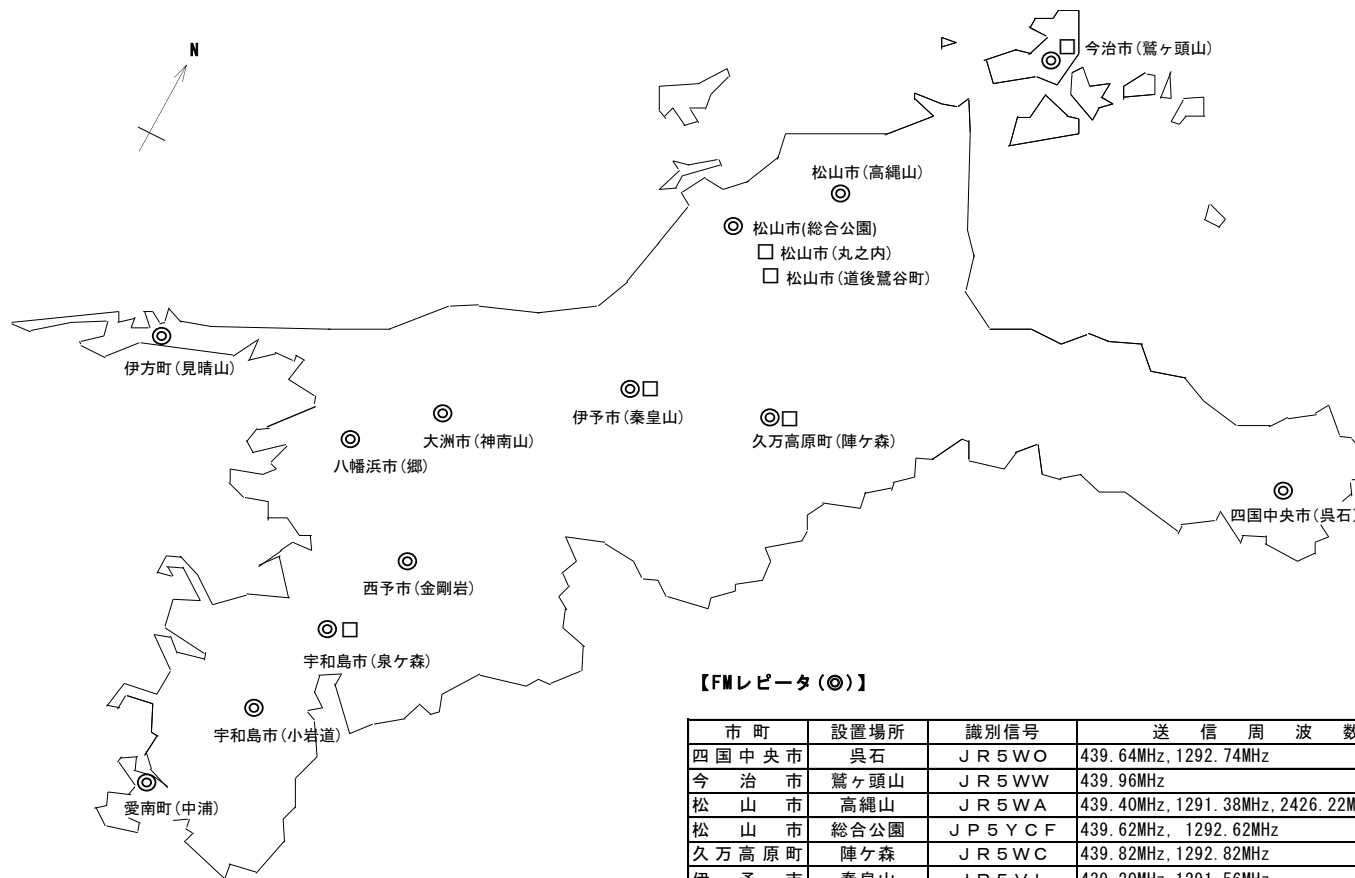 N
今治市(鷲ヶ頭山)
松山市(高縄山)
松山市(総合公園)
松山市(丸之内)
松山市(道後鷺谷町)
伊方町(見晴山)
伊予市(秦皇山)
大洲市(神南山)
久万高原町(陣ケ森)
八幡浜市(郷)
四国中央市(呉石)
西予市(金剛岩)
宇和島市(泉ケ森)
宇和島市(小岩道)
愛南町(中浦)
【FMレピータ(◎)】
市町 設置場所 識別信号 送信周波数
四国中央市 呉石 JR5WO 439.64MHz,1292.74MHz
今治市 鷲ヶ頭山 JR5WW 439.96MHz
松山市 高縄山 JR5WA 439.40MHz,1291.38MHz,2426.22M
松山市 総合公園 JP5YCF 439.62MHz, 1292.62MHz
久万高原町 陣ケ森 JR5WC 439.82MHz,1292.82MHz